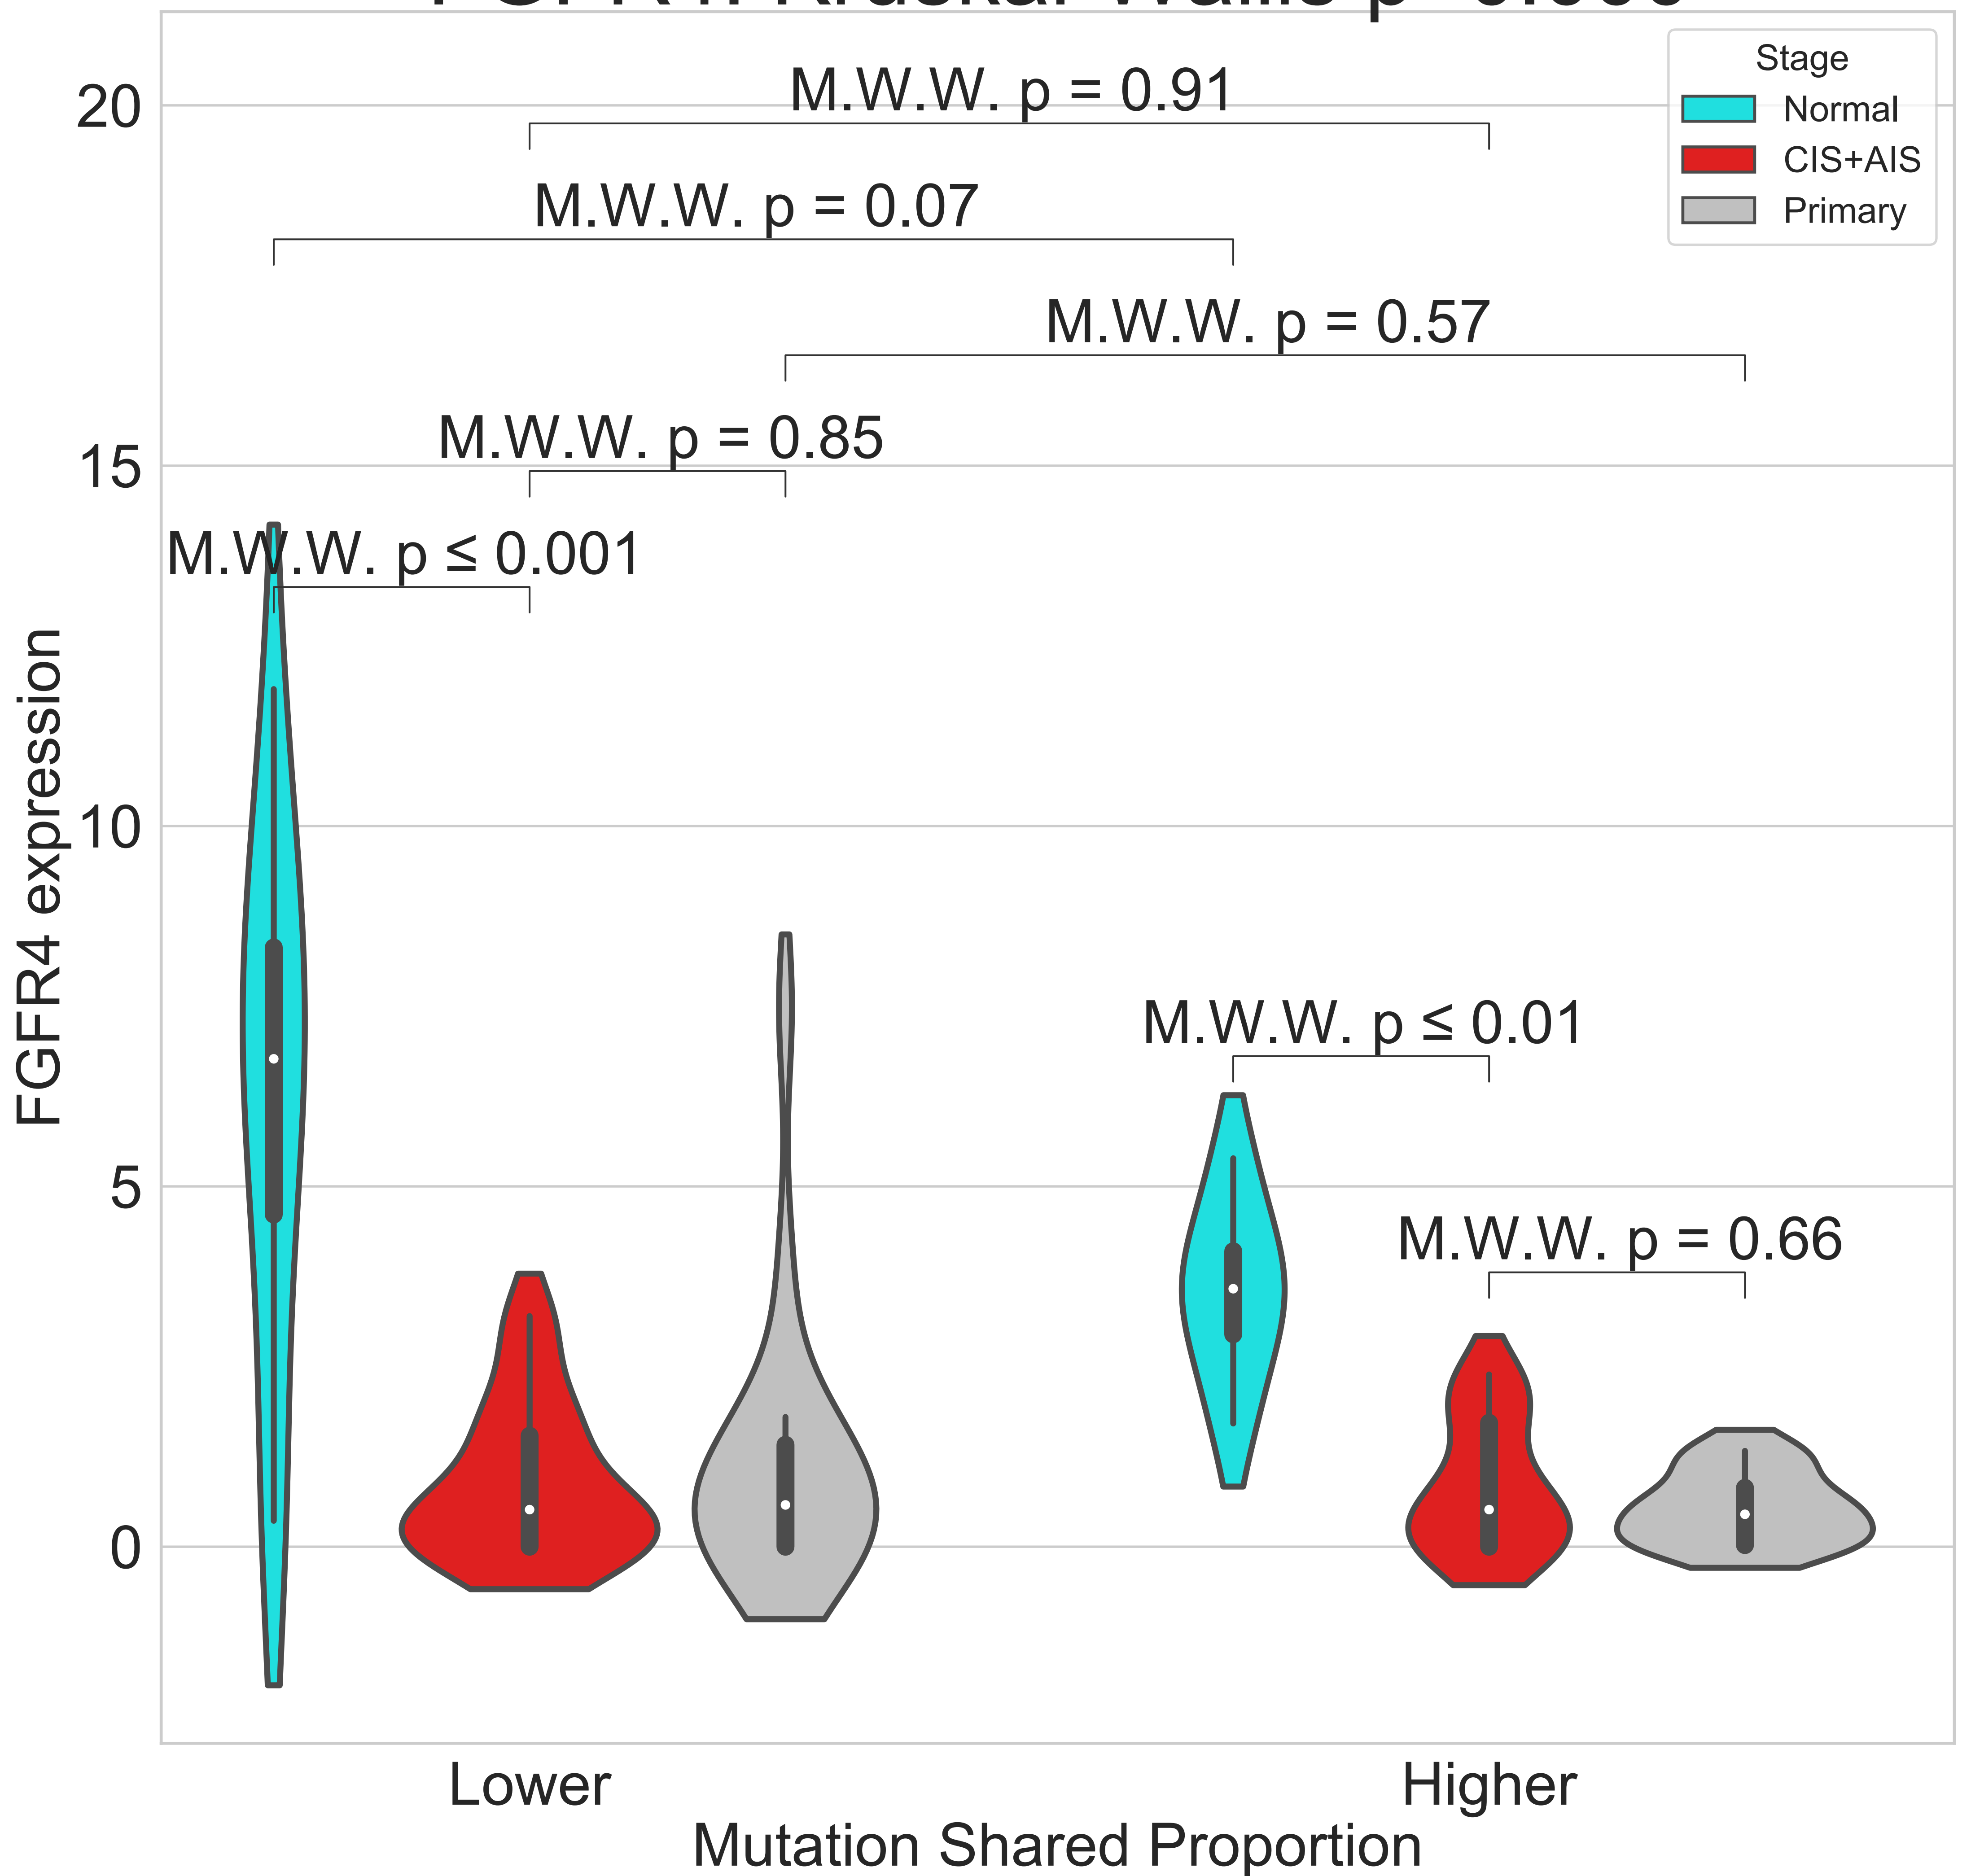 Stage
Normal
CIS+AIS
Primary
M.W.W. p = 0.91
M.W.W. p = 0.07
M.W.W. p = 0.57
M.W.W. p = 0.85
M.W.W. p ≤ 0.001
M.W.W. p ≤ 0.01
M.W.W. p = 0.66
20
15
10
5
0
FGFR4 expression
Lower
Higher
Mutation Shared Proportion